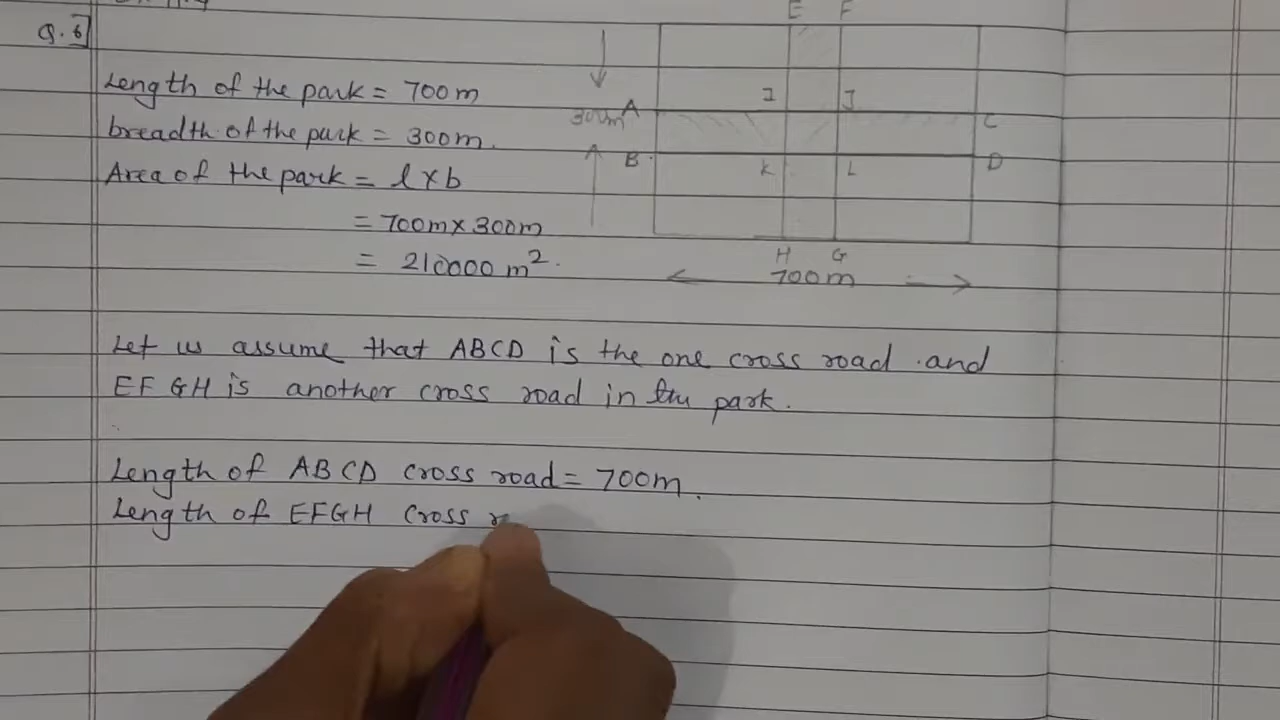 Q.6]
E F
Length of the park = 700m
I J
A C
300m
breadth of the park = 300m.
B D
K L
Area of the park = l × b
= 700m × 300m
H G
= 210000 m².
700m
Let us assume that ABCD is the one cross road and
EFGH is another cross road in the park.
Length of ABCD cross road = 700m.
Length of EFGH cross r